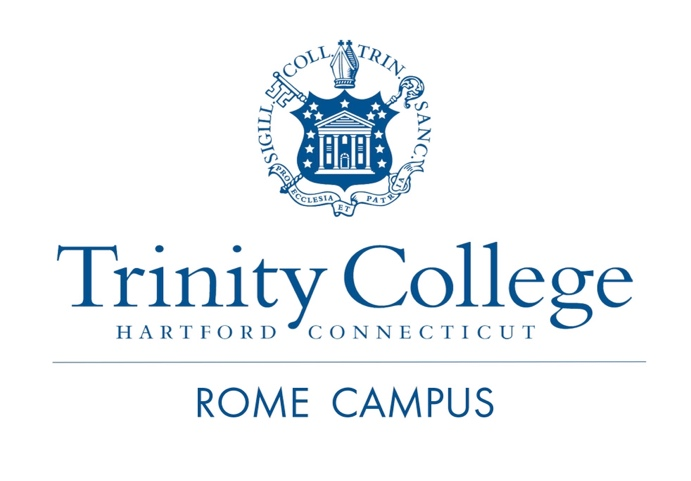 SIGILL. COLL. TRIN. SANC.
PRO ECCLESIA ET PATRIA
Trinity College
HARTFORD CONNECTICUT
ROME CAMPUS